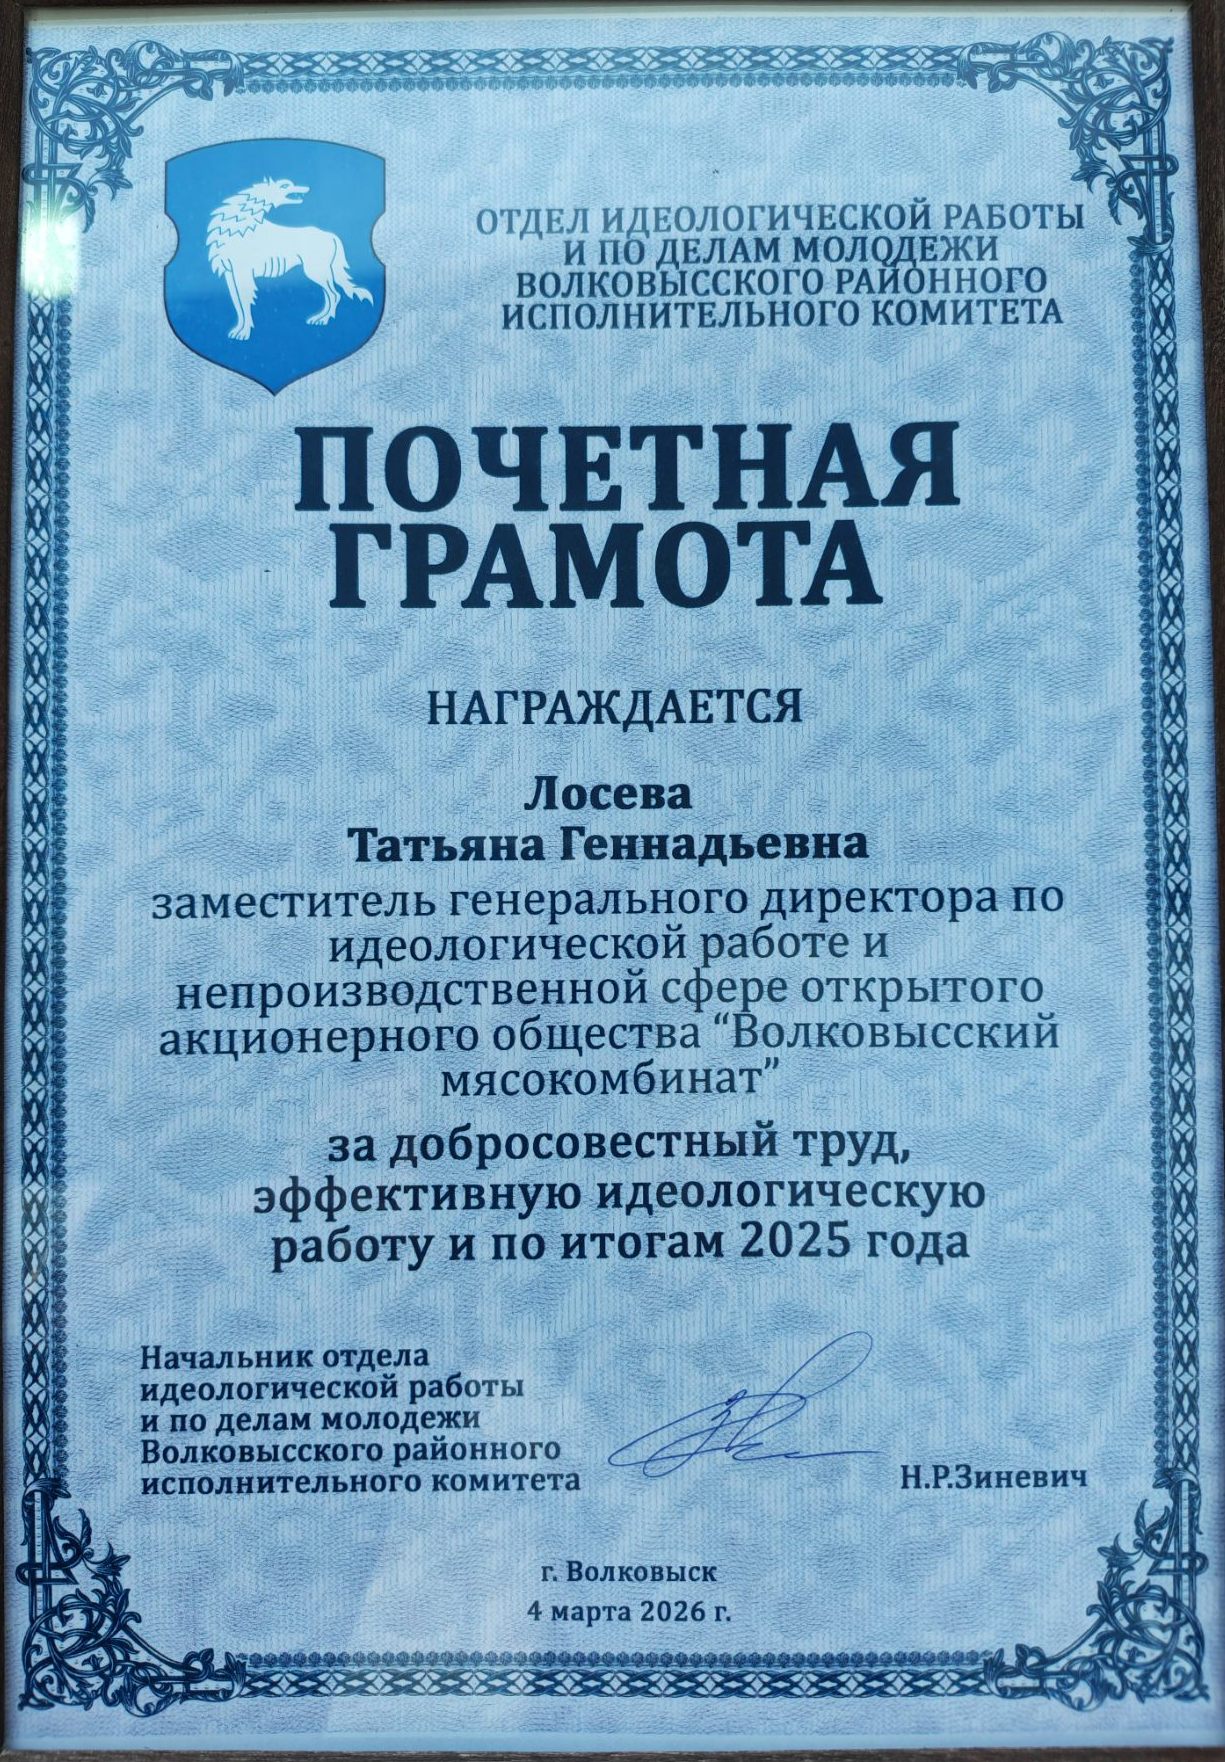 ОТДЕЛ ИДЕОЛОГИЧЕСКОЙ РАБОТЫ
И ПО ДЕЛАМ МОЛОДЕЖИ
ВОЛКОВЫССКОГО РАЙОННОГО
ИСПОЛНИТЕЛЬНОГО КОМИТЕТА
ПОЧЕТНАЯ
ГРАМОТА
НАГРАЖДАЕТСЯ
Лосева
Татьяна Геннадьевна
заместитель генерального директора по
идеологической работе и
непроизводственной сфере открытого
акционерного общества “Волковысский
мясокомбинат”
за добросовестный труд,
эффективную идеологическую
работу и по итогам 2025 года
Начальник отдела
идеологической работы
и по делам молодежи
Волковысского районного
исполнительного комитета
Н.Р.Зиневич
г. Волковыск
4 марта 2026 г.